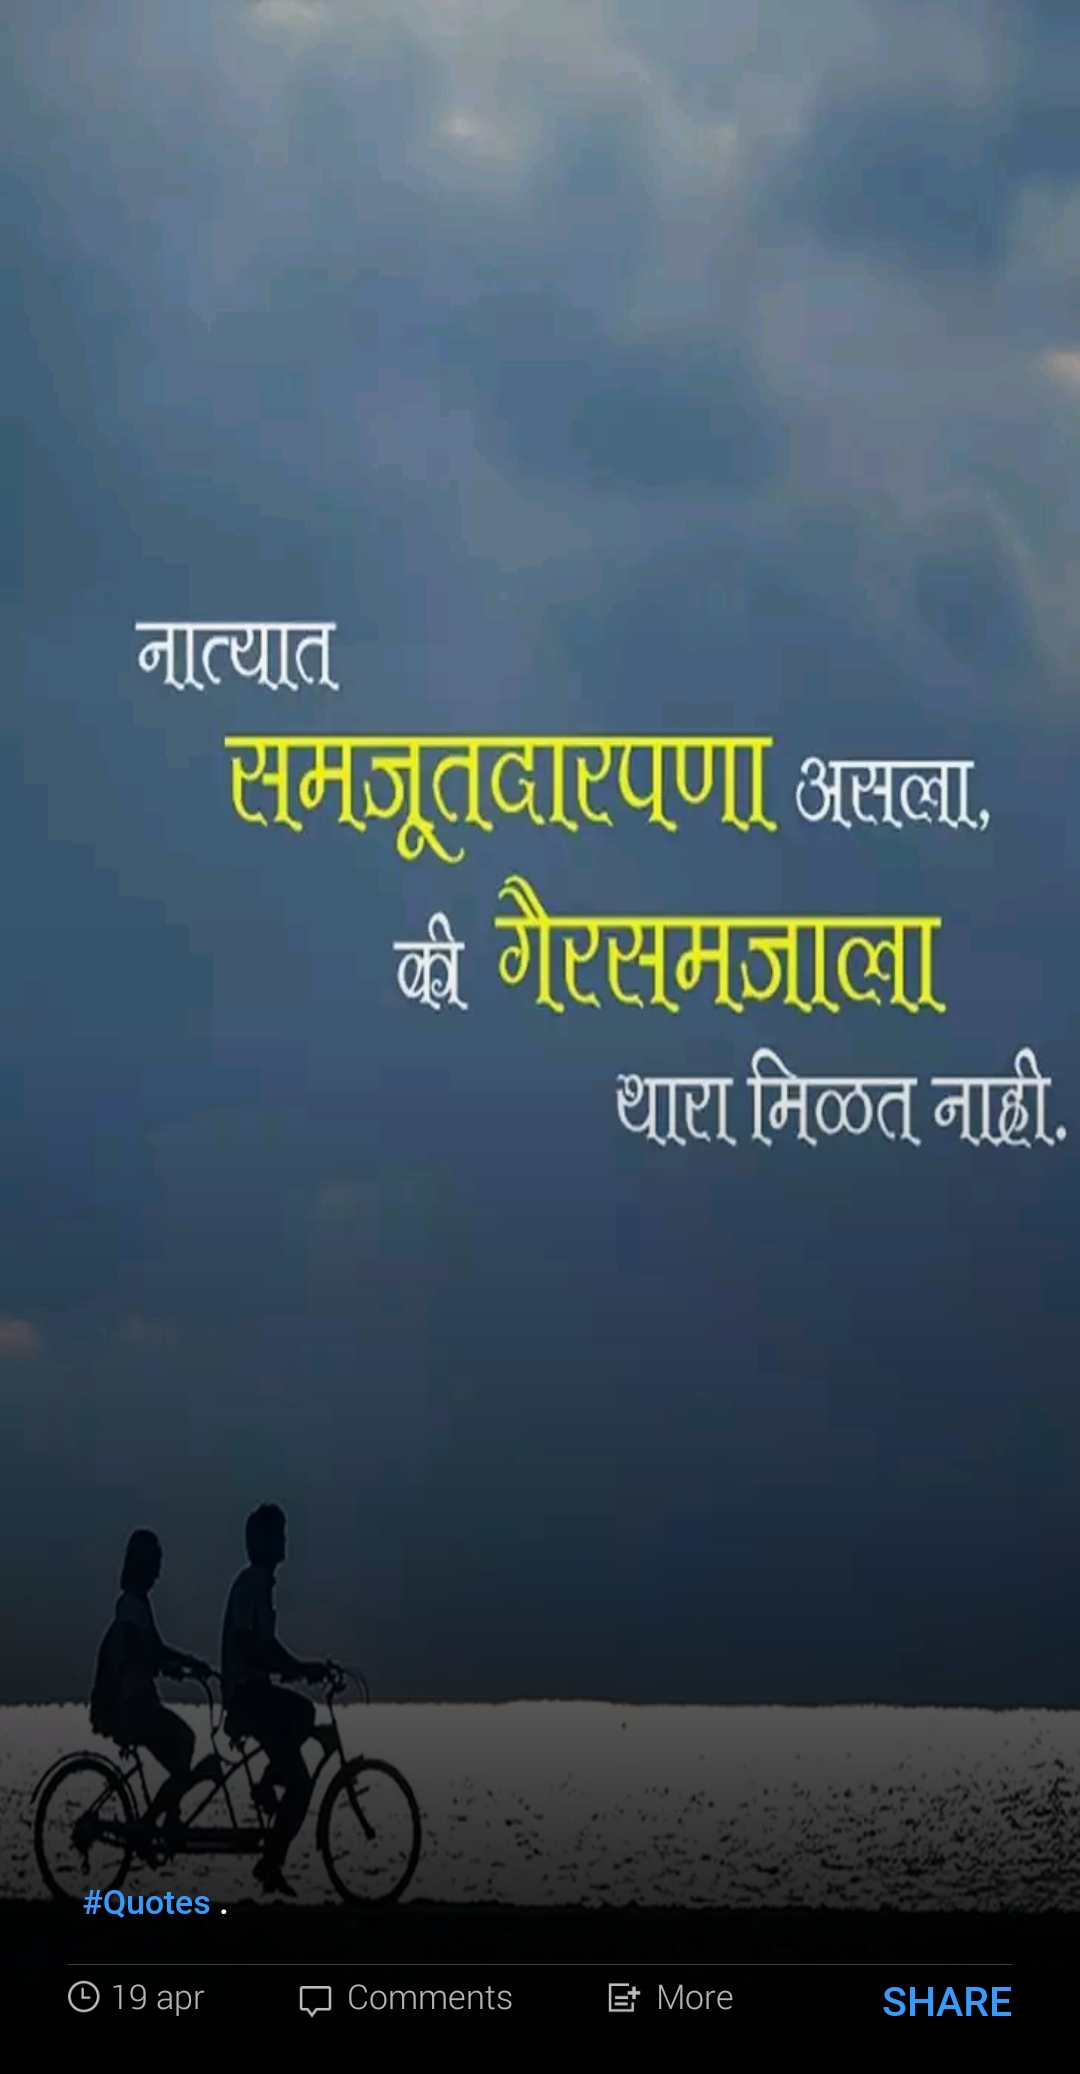 नात्यात
समजूतदारपणा असला,
की गैरसमजाला
थारा मिळत नाही.
#Quotes .
19 apr Comments More SHARE